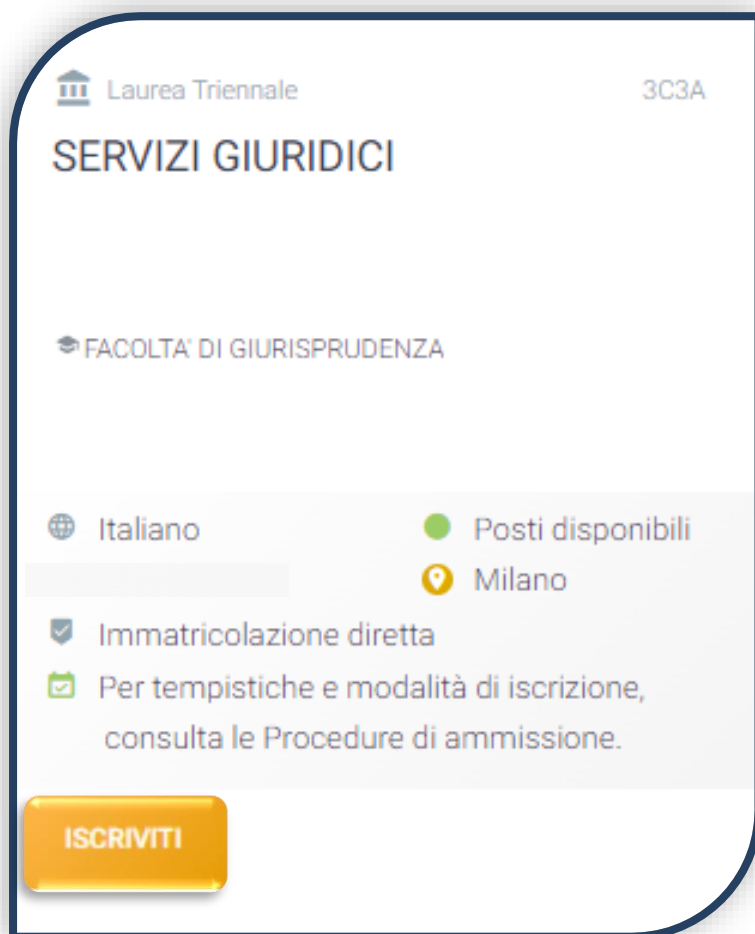 Laurea Triennale 3C3A
SERVIZI GIURIDICI
FACOLTA' DI GIURISPRUDENZA
Italiano Posti disponibili
Milano
Immatricolazione diretta
Per tempistiche e modalità di iscrizione,
consulta le Procedure di ammissione.
ISCRIVITI